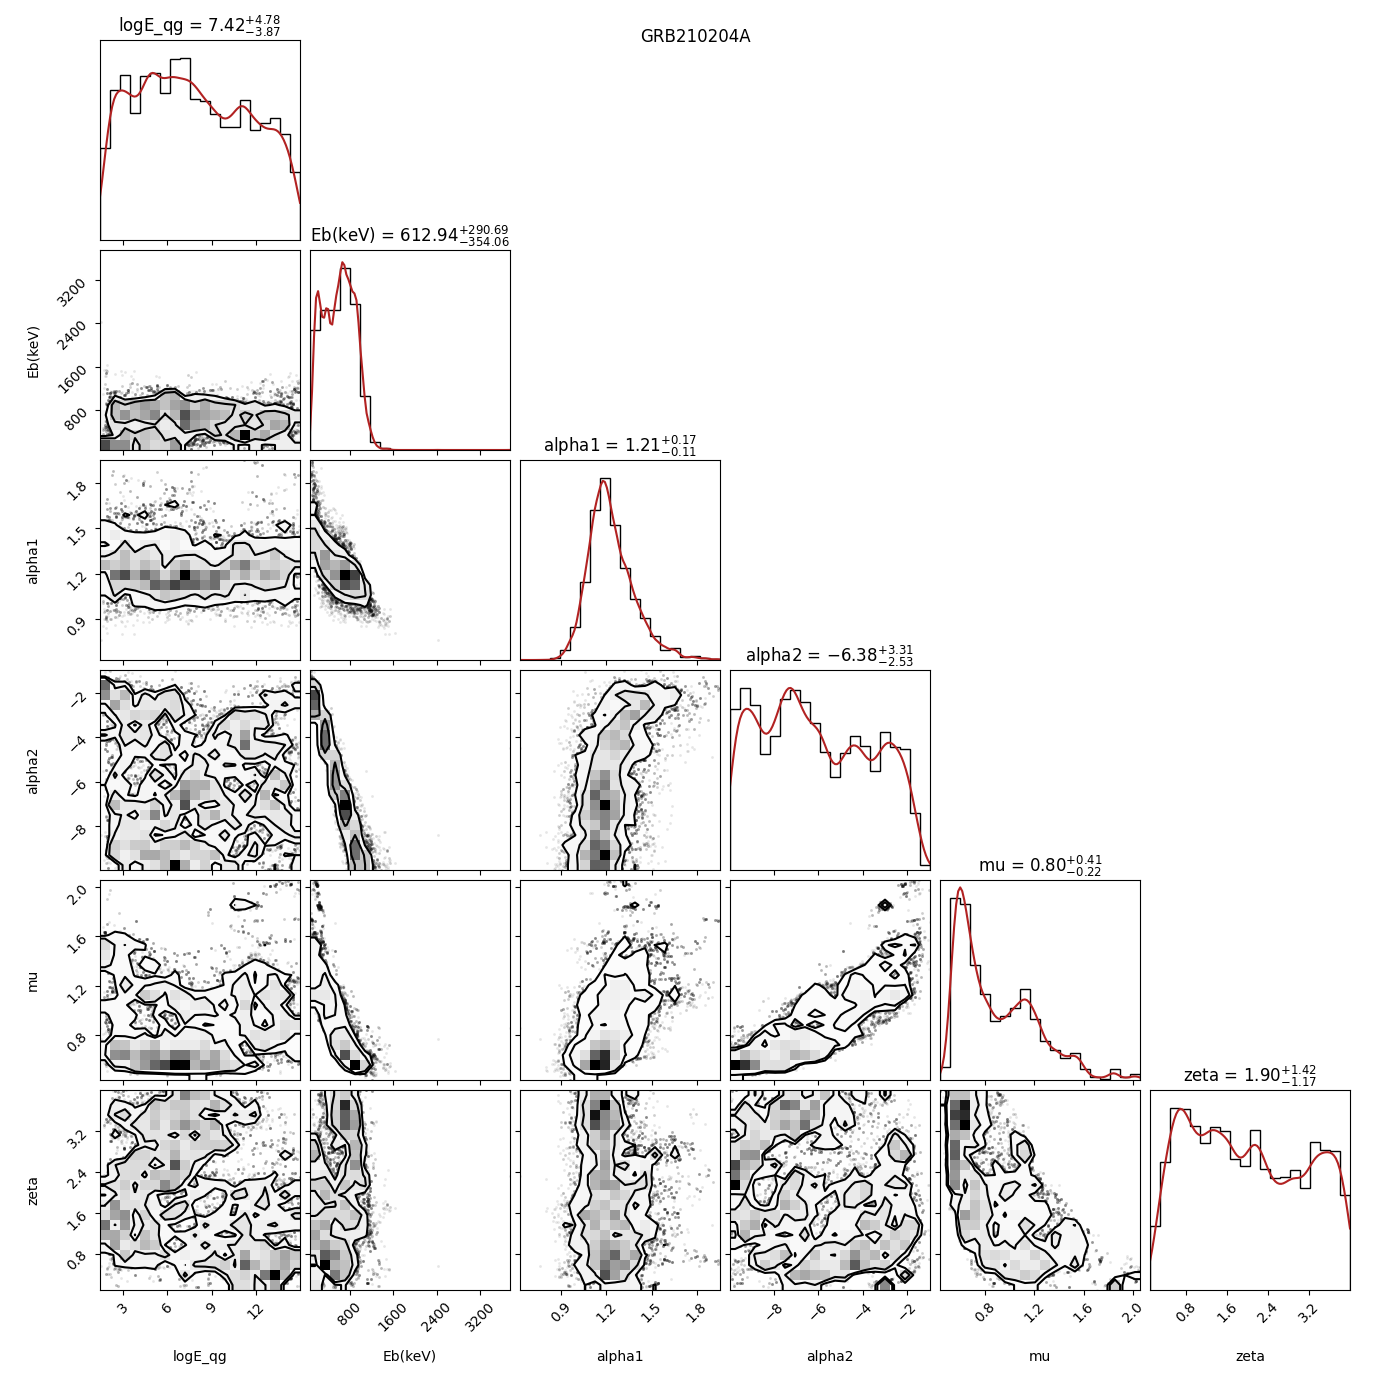 GRB210204A
logE_qg = 7.42 +4.78 −3.87
Eb(keV) = 612.94 +290.69 −354.06
3200
2400
1600
800
Eb(keV)
alpha1 = 1.21 +0.17 −0.11
1.8
1.5
1.2
0.9
alpha1
alpha2 = −6.38 +3.31 −2.53
−2
−4
−6
−8
alpha2
mu = 0.80 +0.41 −0.22
2.0
1.6
1.2
0.8
mu
zeta = 1.90 +1.42 −1.17
3.2
2.4
1.6
0.8
zeta
3 6 9 12
800 1600 2400 3200
0.9 1.2 1.5 1.8
−8 −6 −4 −2
0.8 1.2 1.6 2.0
0.8 1.6 2.4 3.2
logE_qg Eb(keV) alpha1 alpha2 mu zeta